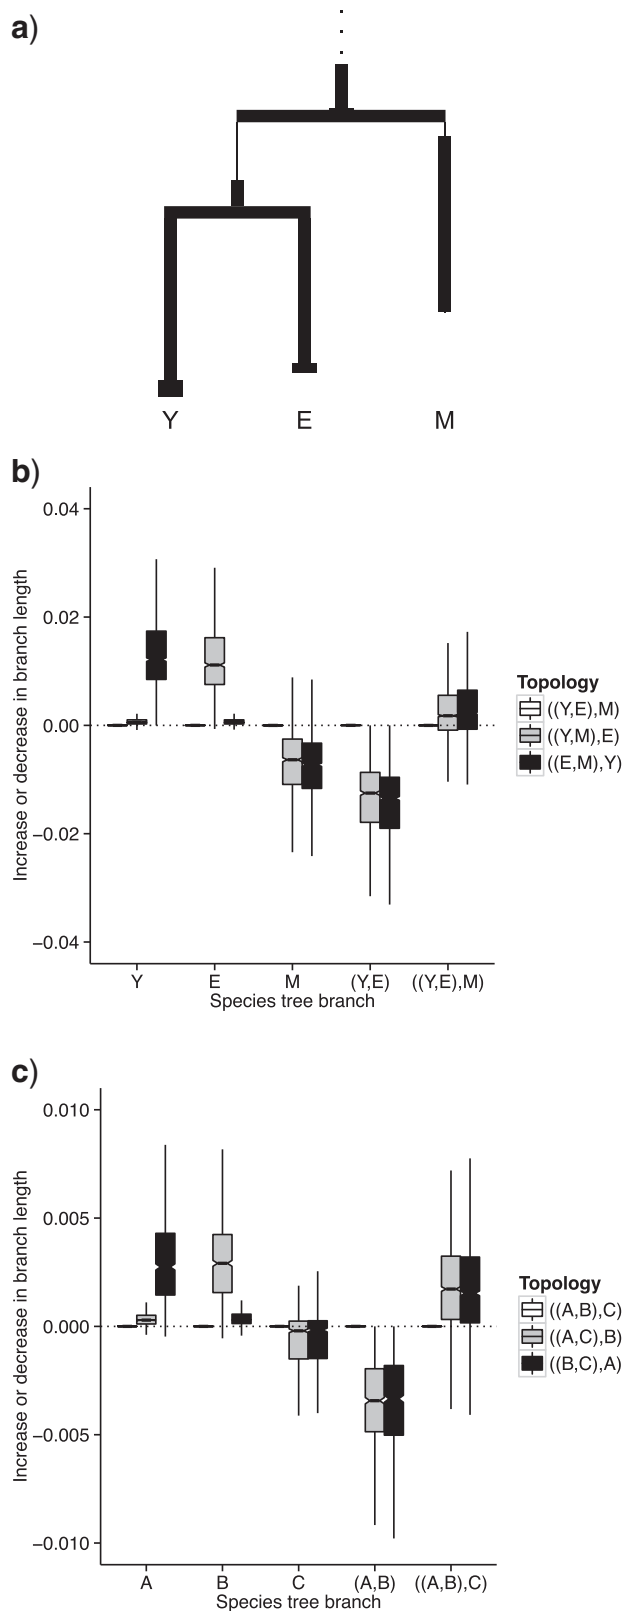 a)
Y E M
b)
Increase or decrease in branch length
0.04
0.02
0.00
−0.02
−0.04
Y E M (Y,E) ((Y,E),M)
Species tree branch
Topology
((Y,E),M)
((Y,M),E)
((E,M),Y)
c)
Increase or decrease in branch length
0.010
0.005
0.000
−0.005
−0.010
A B C (A,B) ((A,B),C)
Species tree branch
Topology
((A,B),C)
((A,C),B)
((B,C),A)